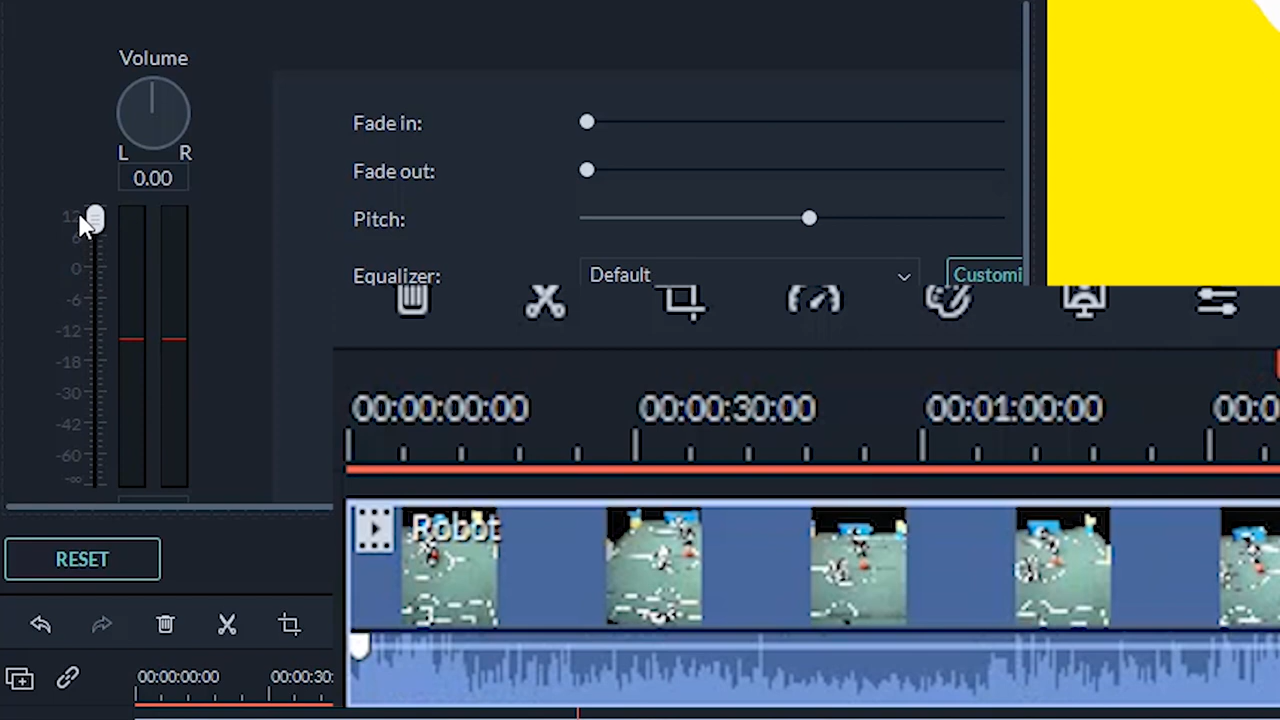 Volume
L R
0.00
12
6
0
-6
-12
-18
-30
-42
-60
-∞
Fade in:
Fade out:
Pitch:
Equalizer: Default Customi
00:00:00:00 00:00:30:00 00:01:00:00 00:0
Robot
RESET
00:00:00:00 00:00:30: